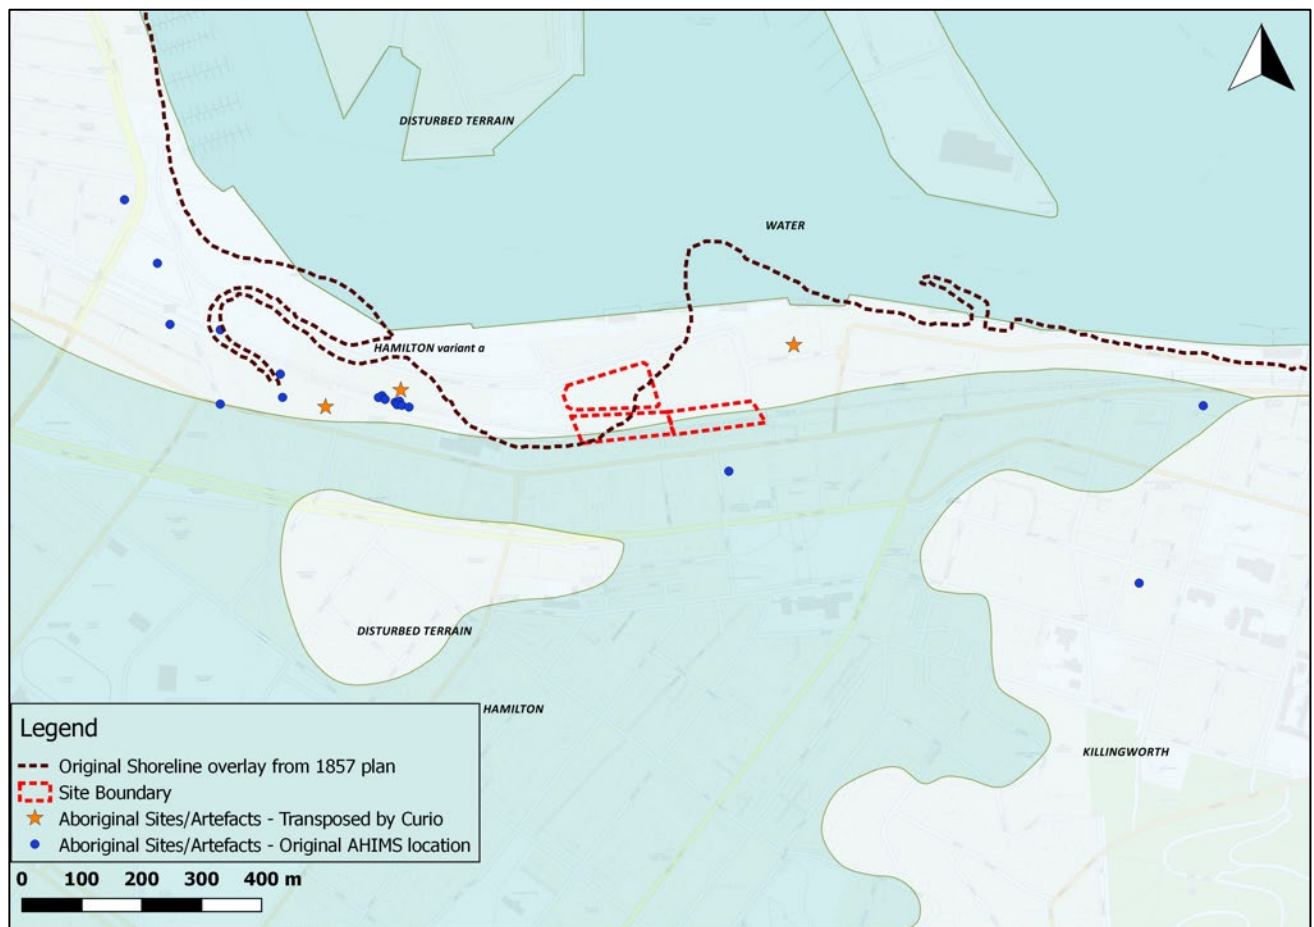 DISTURBED TERRAIN
WATER
HAMILTON variant a
DISTURBED TERRAIN
HAMILTON
KILLINGWORTH
Legend
Original Shoreline overlay from 1857 plan
Site Boundary
Aboriginal Sites/Artefacts - Transposed by Curio
Aboriginal Sites/Artefacts - Original AHIMS location
0 100 200 300 400 m